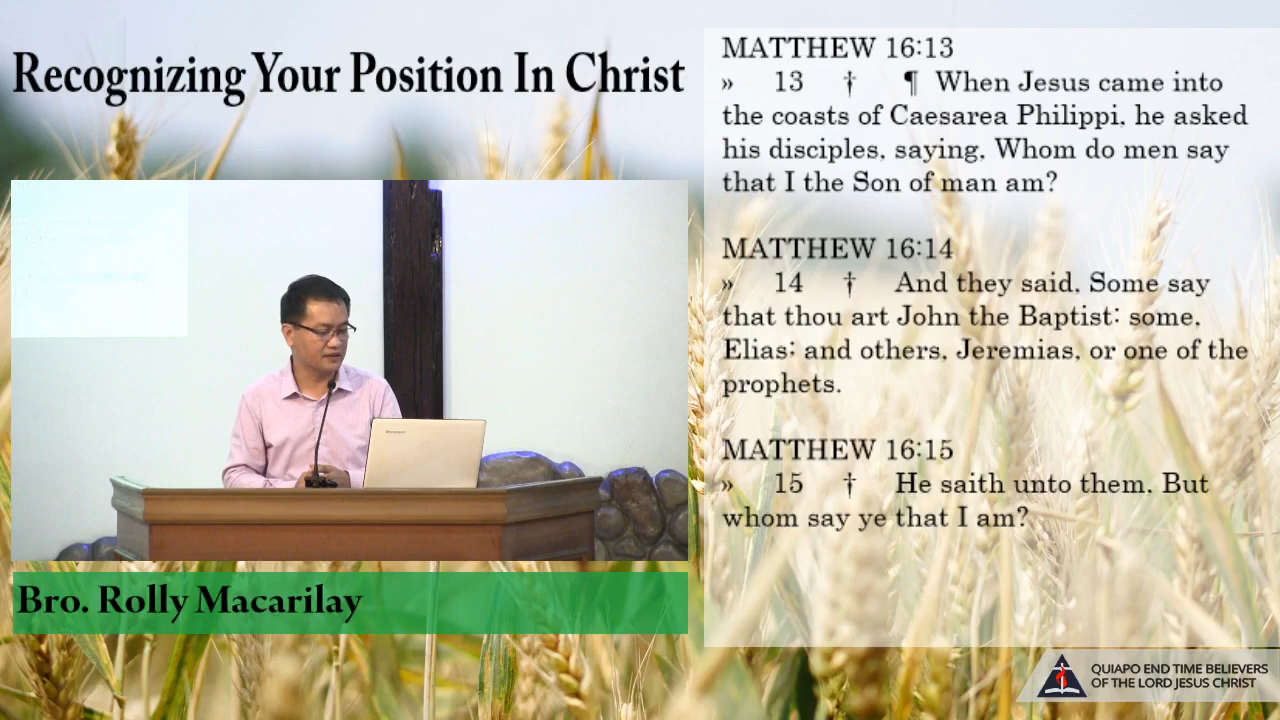 Recognizing Your Position In Christ
MATTHEW 16:13
» 13 † ¶ When Jesus came into
the coasts of Caesarea Philippi, he asked
his disciples, saying, Whom do men say
that I the Son of man am?
MATTHEW 16:14
» 14 † And they said, Some say
that thou art John the Baptist: some,
Elias; and others, Jeremias, or one of the
prophets.
MATTHEW 16:15
» 15 † He saith unto them, But
whom say ye that I am?
Bro. Rolly Macarilay
QUIAPO END TIME BELIEVERS
OF THE LORD JESUS CHRIST